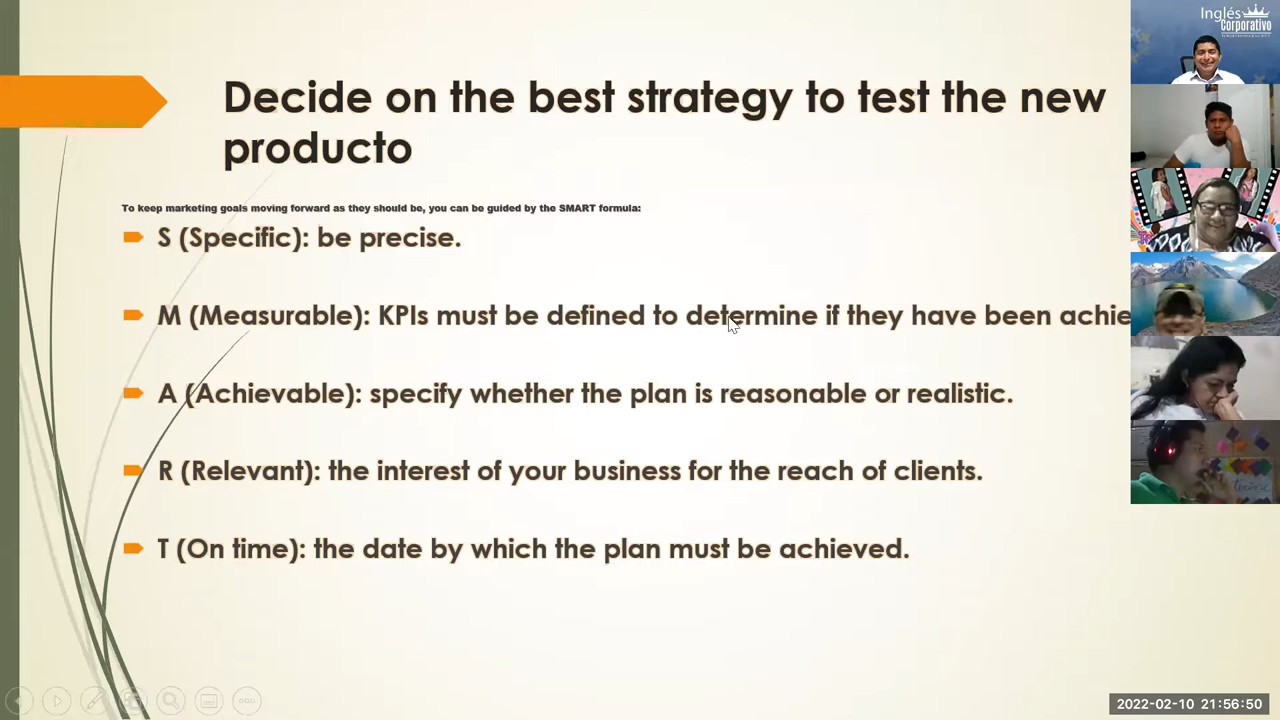 Inglés
Corporativo
Decide on the best strategy to test the new
producto
To keep marketing goals moving forward as they should be, you can be guided by the SMART formula:
S (Specific): be precise.
M (Measurable): KPIs must be defined to determine if they have been achie
A (Achievable): specify whether the plan is reasonable or realistic.
R (Relevant): the interest of your business for the reach of clients.
T (On time): the date by which the plan must be achieved.
2022-02-10 21:56:50